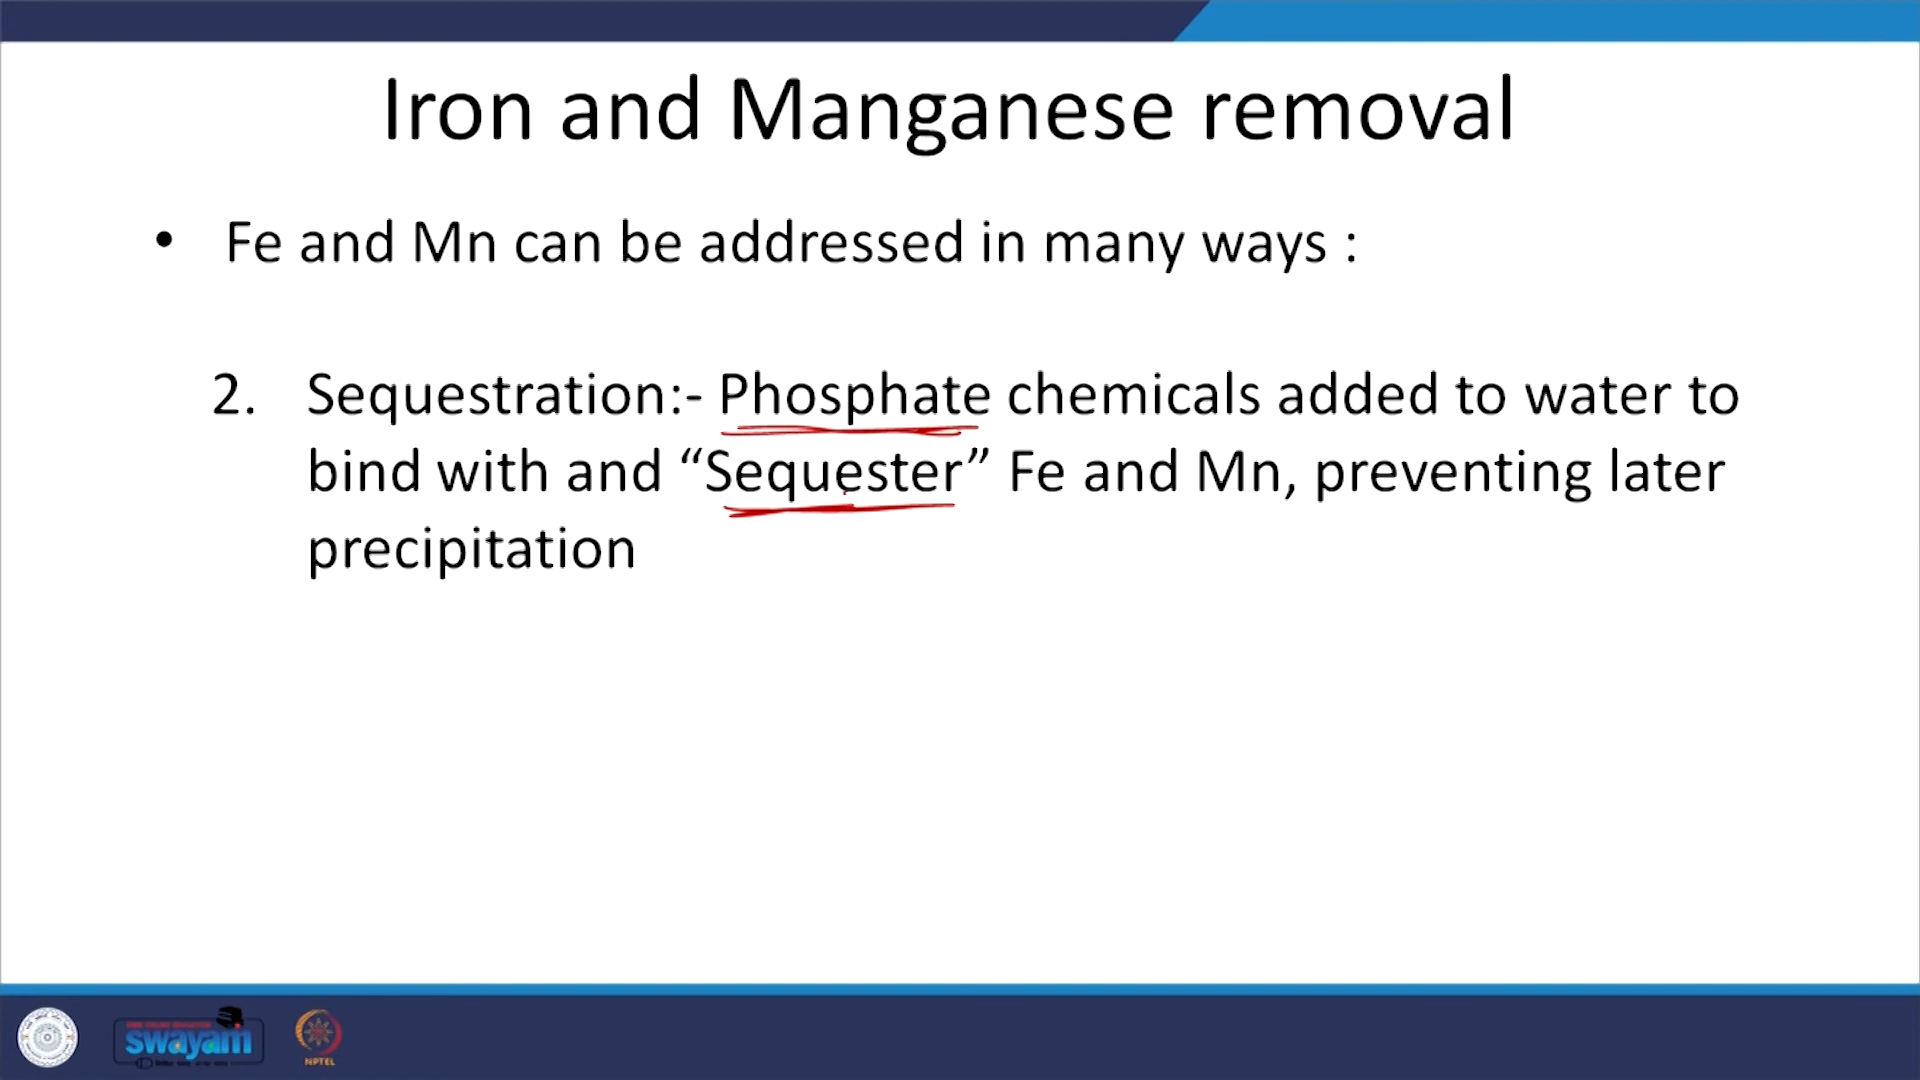 Iron and Manganese removal
• Fe and Mn can be addressed in many ways :
2. Sequestration:- Phosphate chemicals added to water to
bind with and “Sequester” Fe and Mn, preventing later
precipitation
swayam
NPTEL